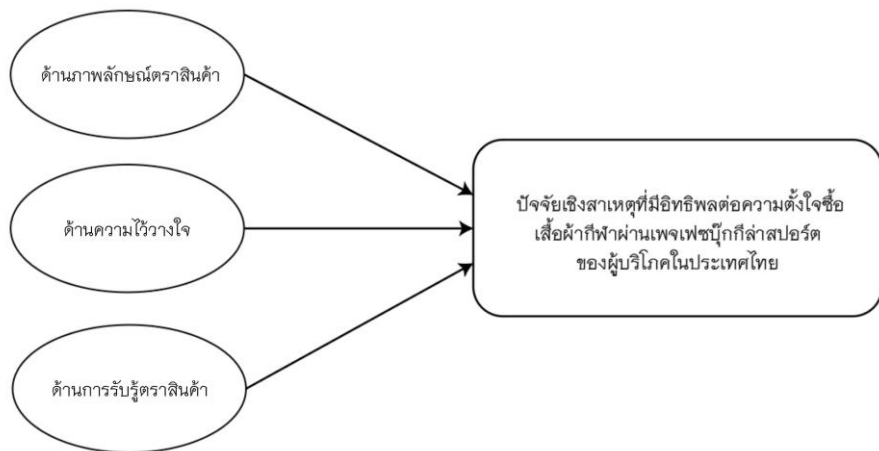 ด้านภาพลักษณ์ตราสินค้า
ด้านความไว้วางใจ
ด้านการรับรู้ตราสินค้า
ปัจจัยเชิงสาเหตุที่มีอิทธิพลต่อความตั้งใจซื้อ
เสื้อผ้ากีฬาผ่านเพจเฟซบุ๊กกีล่าสปอร์ต
ของผู้บริโภคในประเทศไทย